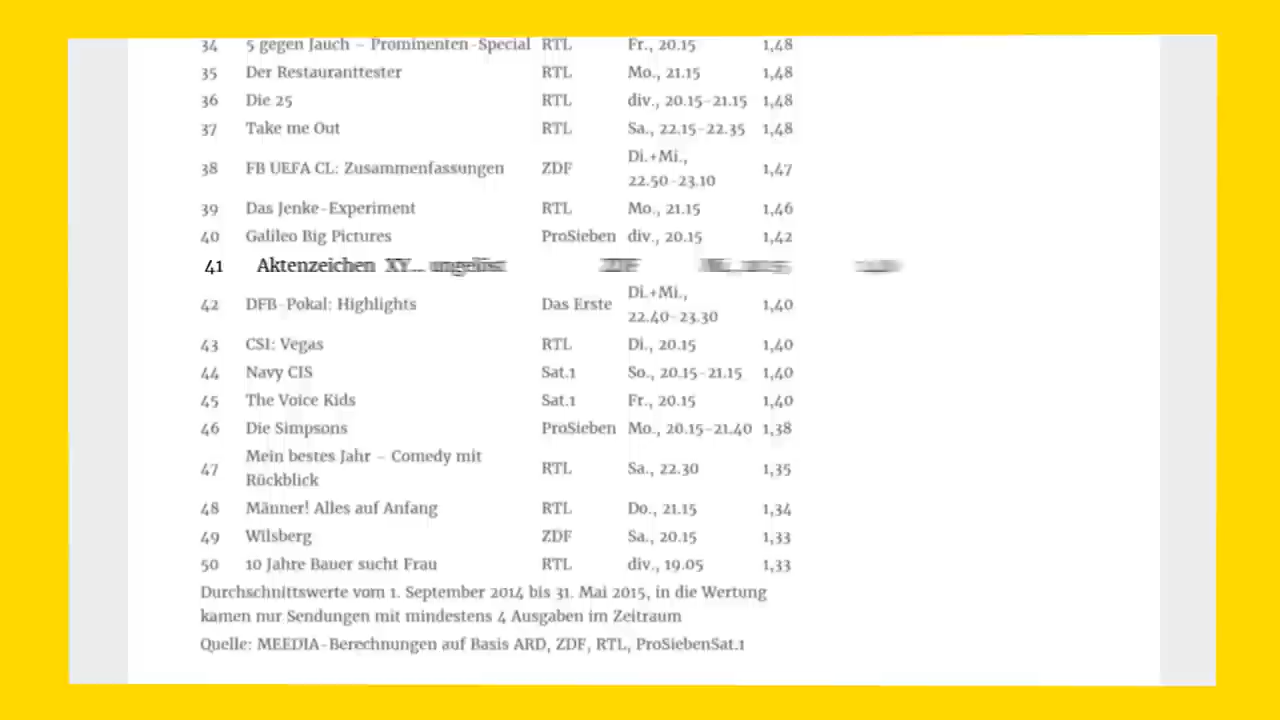 34 5 gegen Jauch – Prominenten-Special RTL Fr., 20.15 1,48
35 Der Restauranttester RTL Mo., 21.15 1,48
36 Die 25 RTL div., 20.15-21.15 1,48
37 Take me Out RTL Sa., 22.15-22.35 1,48
38 FB UEFA CL: Zusammenfassungen ZDF Di.+Mi.,
22.50-23.10 1,47
39 Das Jenke-Experiment RTL Mo., 21.15 1,46
40 Galileo Big Pictures ProSieben div., 20.15 1,42
41 Aktenzeichen XY... ungelöst ZDF
42 DFB-Pokal: Highlights Das Erste Di.+Mi.,
22.40-23.30 1,40
43 CSI: Vegas RTL Di., 20.15 1,40
44 Navy CIS Sat.1 So., 20.15-21.15 1,40
45 The Voice Kids Sat.1 Fr., 20.15 1,40
46 Die Simpsons ProSieben Mo., 20.15-21.40 1,38
47 Mein bestes Jahr – Comedy mit
Rückblick RTL Sa., 22.30 1,35
48 Männer! Alles auf Anfang RTL Do., 21.15 1,34
49 Wilsberg ZDF Sa., 20.15 1,33
50 10 Jahre Bauer sucht Frau RTL div., 19.05 1,33
Durchschnittswerte vom 1. September 2014 bis 31. Mai 2015, in die Wertung
kamen nur Sendungen mit mindestens 4 Ausgaben im Zeitraum
Quelle: MEEDIA-Berechnungen auf Basis ARD, ZDF, RTL, ProSiebenSat.1